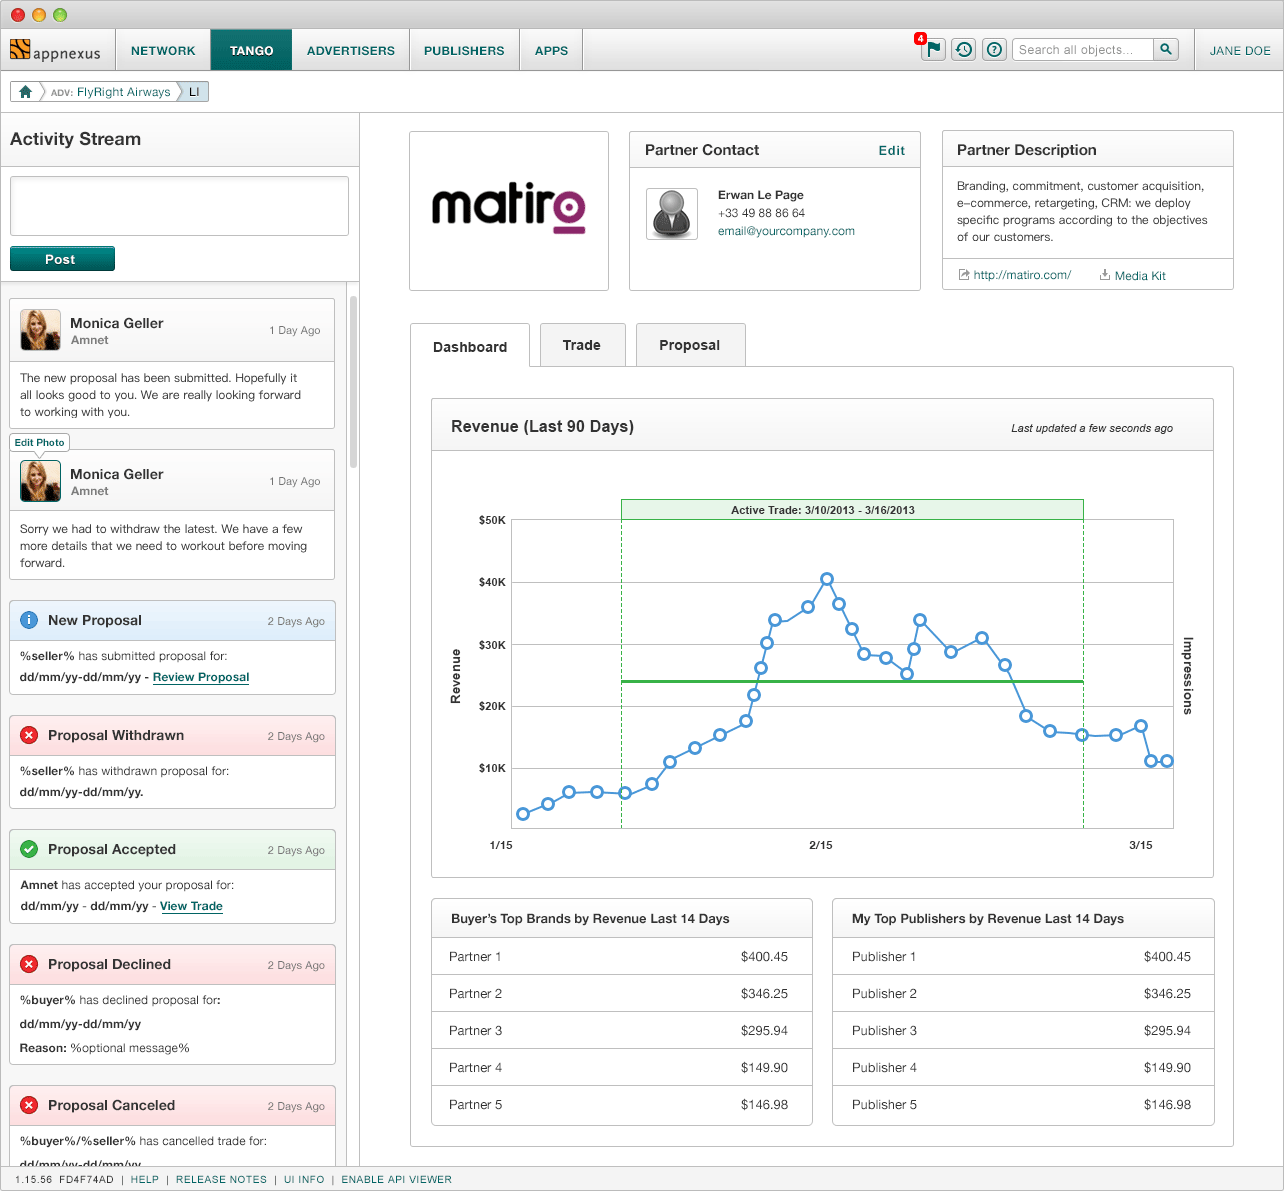 appnexus
NETWORK
TANGO
ADVERTISERS
PUBLISHERS
APPS
4
Search all objects...
JANE DOE
ADV: FlyRight Airways
LI
Activity Stream
Post
Monica Geller
Amnet
1 Day Ago
The new proposal has been submitted. Hopefully it
all looks good to you. We are really looking forward
to working with you.
Edit Photo
Monica Geller
Amnet
1 Day Ago
Sorry we had to withdraw the latest. We have a few
more details that we need to workout before moving
forward.
New Proposal
2 Days Ago
%seller% has submitted proposal for:
dd/mm/yy-dd/mm/yy - Review Proposal
Proposal Withdrawn
2 Days Ago
%seller% has withdrawn proposal for:
dd/mm/yy-dd/mm/yy.
Proposal Accepted
2 Days Ago
Amnet has accepted your proposal for:
dd/mm/yy - dd/mm/yy - View Trade
Proposal Declined
2 Days Ago
%buyer% has declined proposal for:
dd/mm/yy-dd/mm/yy
Reason: %optional message%
Proposal Canceled
2 Days Ago
%buyer%/%seller% has cancelled trade for:
dd/mm/yy-dd/mm/yy
matiro
Partner Contact
Edit
Erwan Le Page
+33 49 88 86 64
email@yourcompany.com
Partner Description
Branding, commitment, customer acquisition,
e-commerce, retargeting, CRM: we deploy
specific programs according to the objectives
of our customers.
http://matiro.com/
Media Kit
Dashboard
Trade
Proposal
Revenue (Last 90 Days)
Last updated a few seconds ago
Active Trade: 3/10/2013 - 3/16/2013
$50K
$40K
$30K
$20K
$10K
Revenue
Impressions
1/15
2/15
3/15
Buyer's Top Brands by Revenue Last 14 Days
Partner 1 $400.45
Partner 2 $346.25
Partner 3 $295.94
Partner 4 $149.90
Partner 5 $146.98
My Top Publishers by Revenue Last 14 Days
Publisher 1 $400.45
Publisher 2 $346.25
Publisher 3 $295.94
Publisher 4 $149.90
Publisher 5 $146.98
1.15.56 FD4F74AD | HELP | RELEASE NOTES | UI INFO | ENABLE API VIEWER